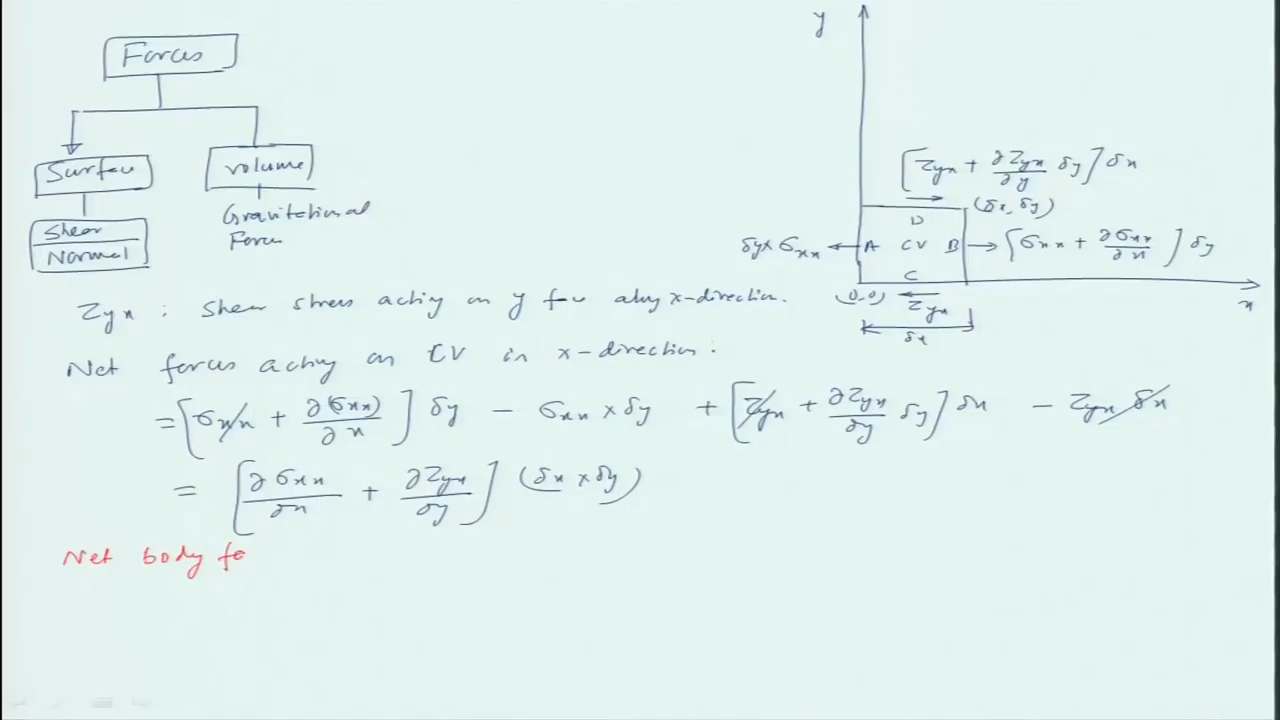 Forces
Surface
volume
Shear
Normal
Gravitational
Force
y
[τyx + ∂τyx/∂y δy] δx
(δx, δy)
D
δy× σxx
A
CV
B
[σxx + ∂σxx/∂x ] δy
C
(0,0)
τyx
x
δx
τyx : Shear stress acting on y face along x-direction.
Net forces acting on CV in x-direction:
= [σxx + ∂(σxx)/∂x ] δy - σxx × δy + [τyx + ∂τyx/∂y δy] δx - τyx δx
= [∂σxx/∂x + ∂τyx/∂y] (δx × δy)
Net body fo